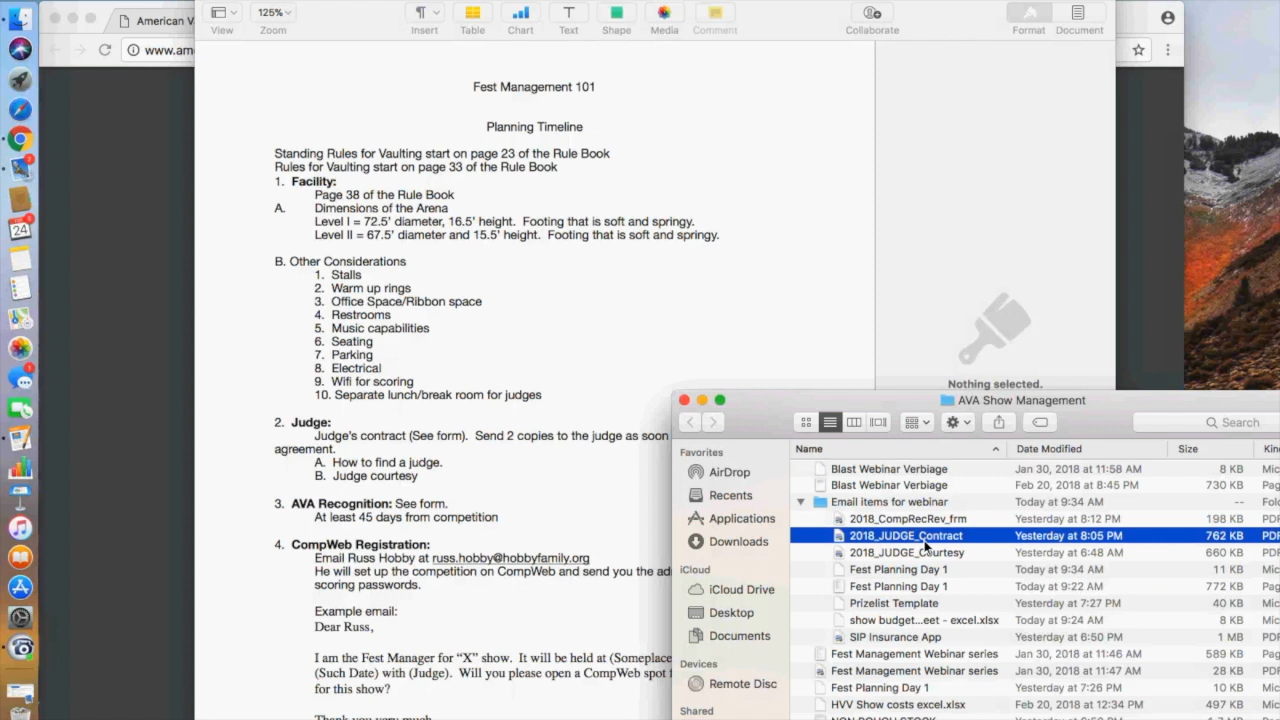 American V
www.am
125%
View
Zoom
Insert
Table
Chart
Text
Shape
Media
Comment
Collaborate
Format
Document
Fest Management 101
Planning Timeline
Standing Rules for Vaulting start on page 23 of the Rule Book
Rules for Vaulting start on page 33 of the Rule Book
1. Facility:
Page 38 of the Rule Book
A. Dimensions of the Arena
Level I = 72.5' diameter, 16.5' height. Footing that is soft and springy.
Level II = 67.5' diameter and 15.5' height. Footing that is soft and springy.
B. Other Considerations
1. Stalls
2. Warm up rings
3. Office Space/Ribbon space
4. Restrooms
5. Music capabilities
6. Seating
7. Parking
8. Electrical
9. Wifi for scoring
10. Separate lunch/break room for judges
2. Judge:
Judge's contract (See form). Send 2 copies to the judge as soon
agreement.
A. How to find a judge.
B. Judge courtesy
3. AVA Recognition: See form.
At least 45 days from competition
4. CompWeb Registration:
Email Russ Hobby at russ.hobby@hobbyfamily.org
He will set up the competition on CompWeb and send you the ad
scoring passwords.
Example email:
Dear Russ,
I am the Fest Manager for “X” show. It will be held at (Someplace
(Such Date) with (Judge). Will you please open a CompWeb spot f
for this show?
Thank you very much
Nothing selected.
24
AVA Show Management
Search
Favorites
AirDrop
Recents
Applications
Downloads
iCloud
iCloud Drive
Desktop
Documents
Devices
Remote Disc
Shared
Name Date Modified Size Kin
Blast Webinar Verbiage Jan 30, 2018 at 11:58 AM 8 KB
Blast Webinar Verbiage Feb 20, 2018 at 8:45 PM 730 KB Pag
Email items for webinar Today at 9:34 AM -- Fol
2018_CompRecRev_frm Yesterday at 8:12 PM 198 KB PDF
2018_JUDGE_Contract Yesterday at 8:05 PM 762 KB PDF
2018_JUDGE_Courtesy Yesterday at 6:48 AM 660 KB PDF
Fest Planning Day 1 Today at 9:34 AM 11 KB
Fest Planning Day 1 Today at 9:22 AM 772 KB Pag
Prizelist Template Yesterday at 7:27 PM 40 KB
show budget...eet - excel.xlsx Today at 9:24 AM 8 KB
SIP Insurance App Yesterday at 6:50 PM 1 MB PDF
Fest Management Webinar series Jan 30, 2018 at 11:46 AM 589 KB Pag
Fest Management Webinar series Jan 30, 2018 at 11:47 AM 28 KB PDF
Fest Planning Day 1 Yesterday at 7:26 PM 10 KB
HVV Show costs excel.xlsx Feb 20, 2018 at 12:34 PM 497 KB